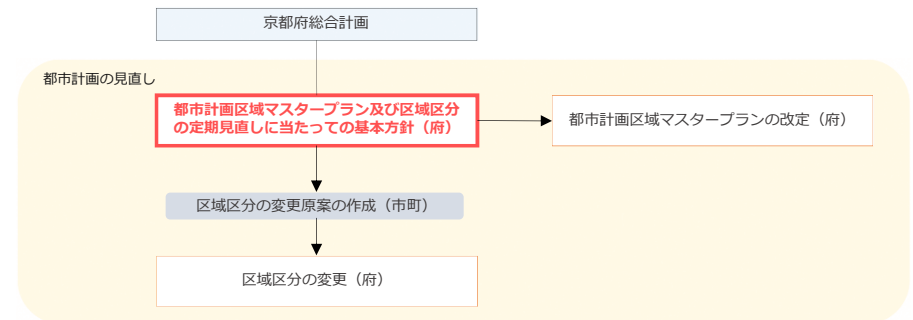 京都府総合計画
都市計画の見直し
都市計画区域マスタープラン及び区域区分
の定期見直しに当たっての基本方針（府）
都市計画区域マスタープランの改定（府）
区域区分の変更原案の作成（市町）
区域区分の変更（府）